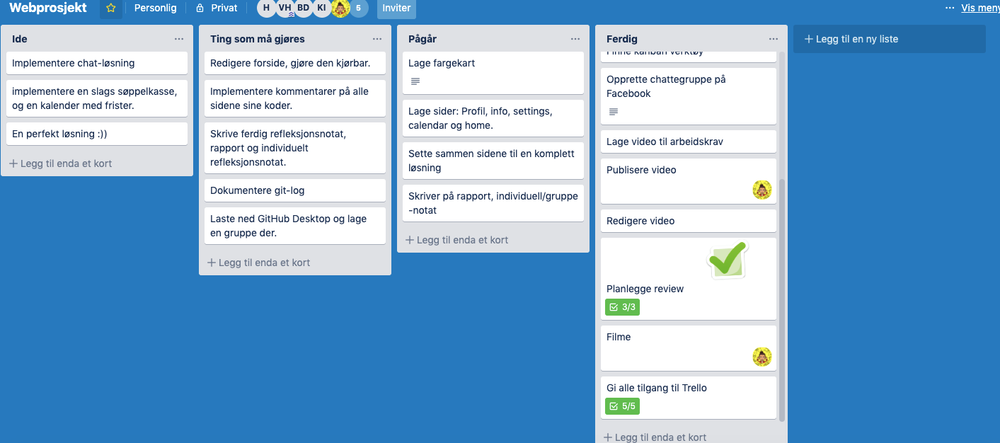 Webprosjekt
Personlig
Privat
H
VH
BD
KI
5
Inviter
Vis meny
Ide
Implementere chat-løsning
implementere en slags søppelkasse,
og en kalender med frister.
En perfekt løsning :))
Legg til enda et kort
Ting som må gjøres
Redigere forside, gjøre den kjørbar.
Implementere kommentarer på alle
sidene sine koder.
Skrive ferdig refleksjonsnotat,
rapport og individuelt
refleksjonsnotat.
Dokumentere git-log
Laste ned GitHub Desktop og lage
en gruppe der.
Legg til enda et kort
Pågår
Lage fargekart
Lage sider: Profil, info, settings,
calendar og home.
Sette sammen sidene til en komplett
løsning
Skriver på rapport, individuell/gruppe
-notat
Legg til enda et kort
Ferdig
Finne kanban verktøy
Opprette chattegruppe på
Facebook
Lage video til arbeidskrav
Publisere video
Redigere video
Planlegge review
3/3
Filme
Gi alle tilgang til Trello
5/5
Legg til enda et kort
Legg til en ny liste